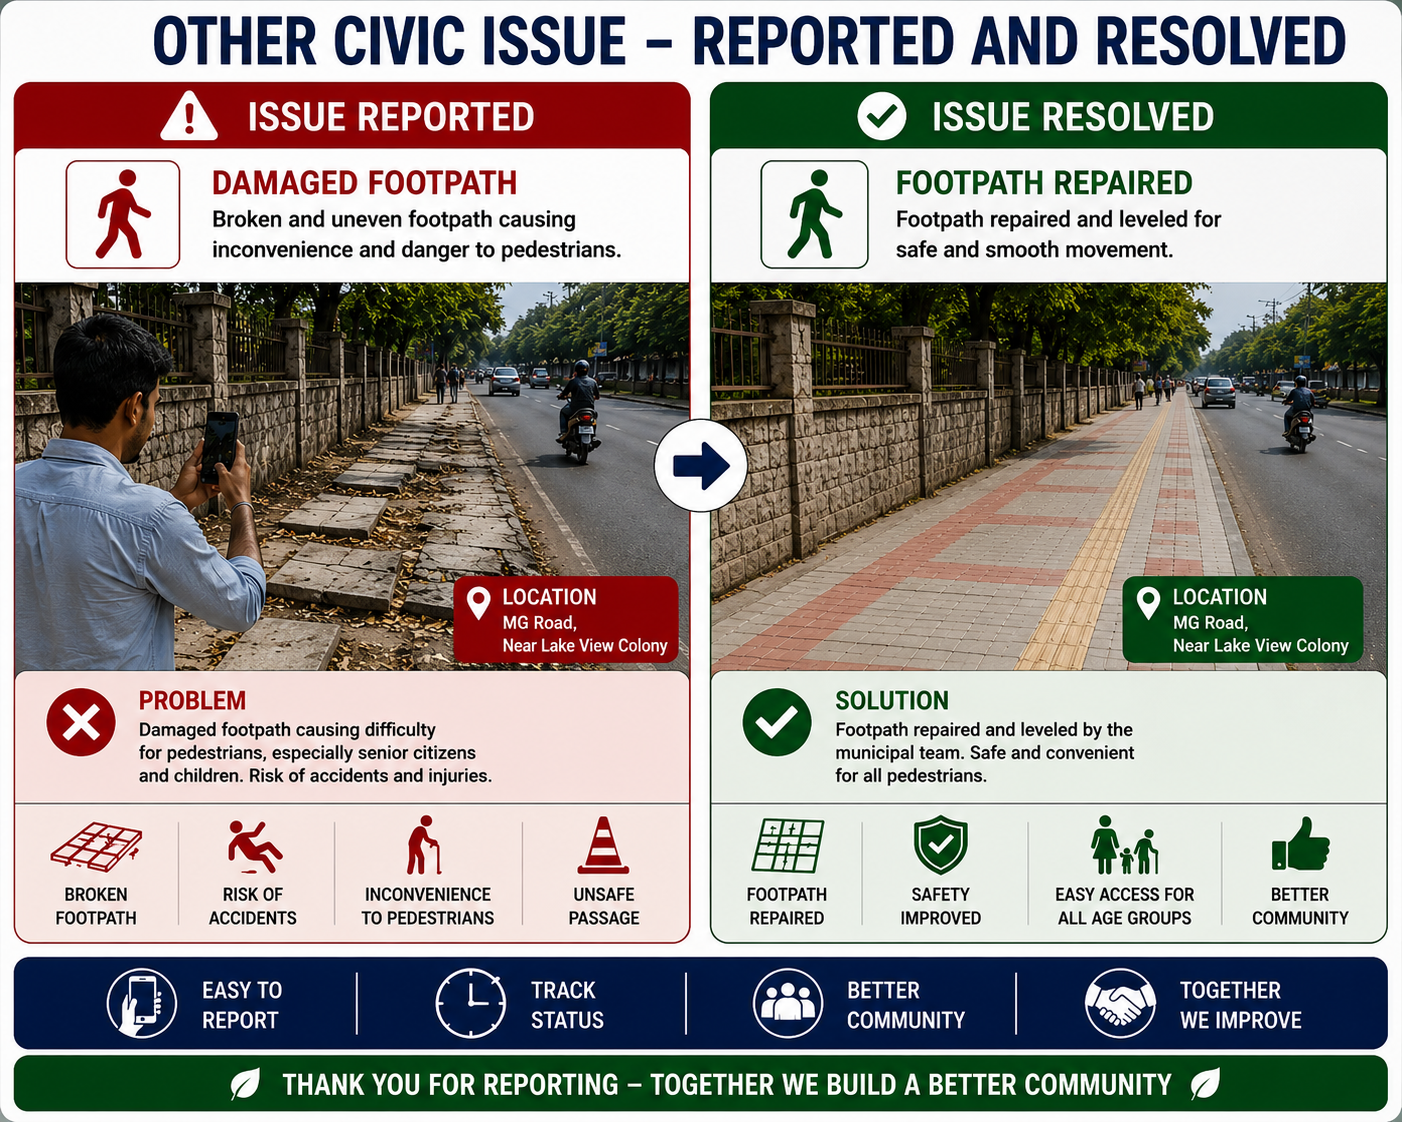 OTHER CIVIC ISSUE – REPORTED AND RESOLVED
ISSUE REPORTED
DAMAGED FOOTPATH
Broken and uneven footpath causing
inconvenience and danger to pedestrians.
LOCATION
MG Road,
Near Lake View Colony
PROBLEM
Damaged footpath causing difficulty
for pedestrians, especially senior citizens
and children. Risk of accidents and injuries.
BROKEN
FOOTPATH
RISK OF
ACCIDENTS
INCONVENIENCE
TO PEDESTRIANS
UNSAFE
PASSAGE
ISSUE RESOLVED
FOOTPATH REPAIRED
Footpath repaired and leveled for
safe and smooth movement.
LOCATION
MG Road,
Near Lake View Colony
SOLUTION
Footpath repaired and leveled by the
municipal team. Safe and convenient
for all pedestrians.
FOOTPATH
REPAIRED
SAFETY
IMPROVED
EASY ACCESS FOR
ALL AGE GROUPS
BETTER
COMMUNITY
EASY TO
REPORT
TRACK
STATUS
BETTER
COMMUNITY
TOGETHER
WE IMPROVE
THANK YOU FOR REPORTING – TOGETHER WE BUILD A BETTER COMMUNITY